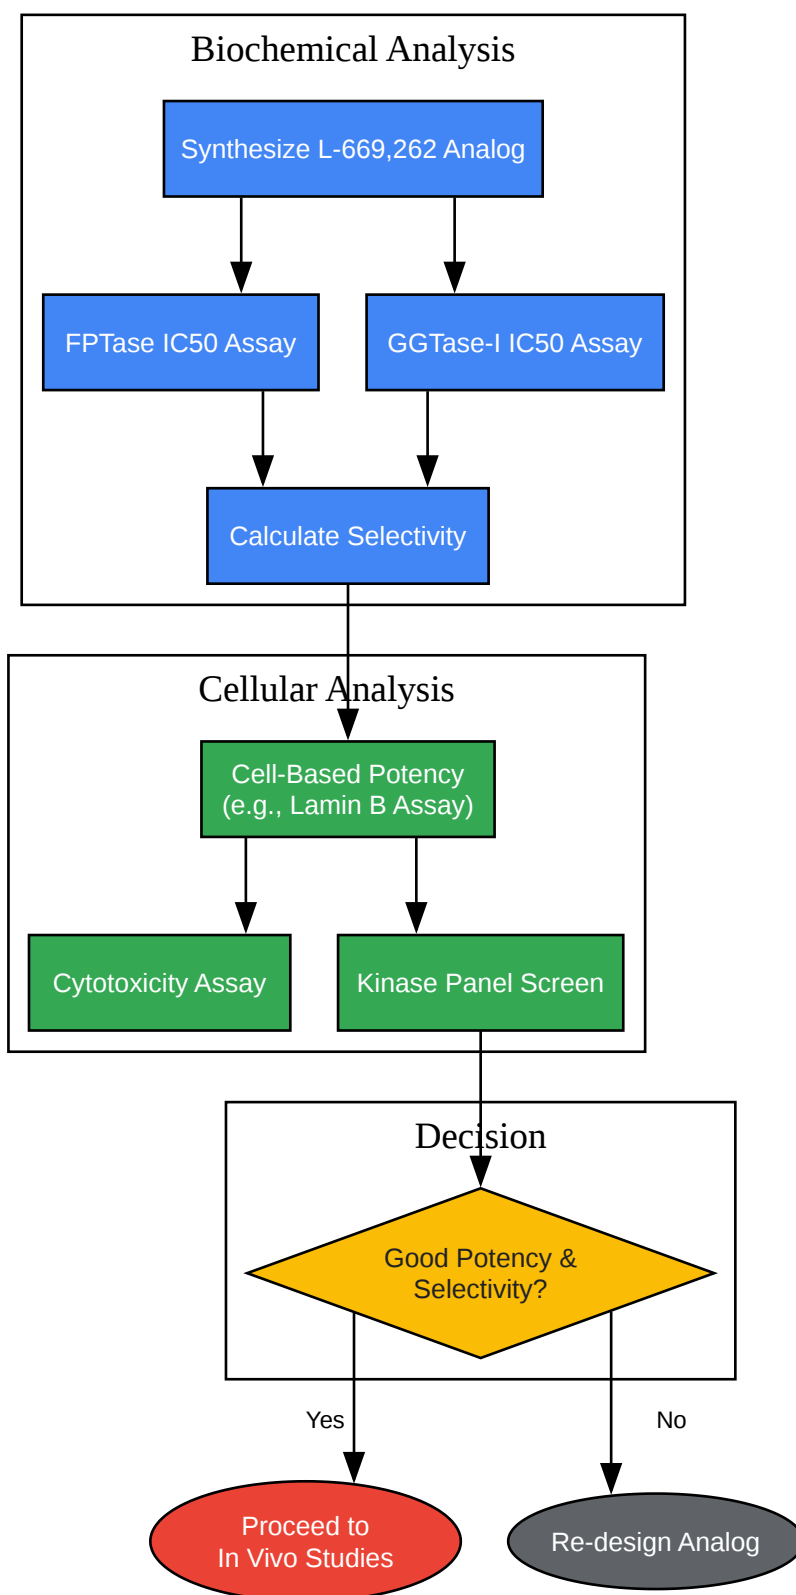 Biochemical Analysis
Synthesize L-669,262 Analog
FPTase IC50 Assay
GGTase-I IC50 Assay
Calculate Selectivity
Cellular Analysis
Cell-Based Potency
(e.g., Lamin B Assay)
Cytotoxicity Assay
Kinase Panel Screen
Decision
Good Potency &
Selectivity?
Yes
No
Proceed to
In Vivo Studies
Re-design Analog